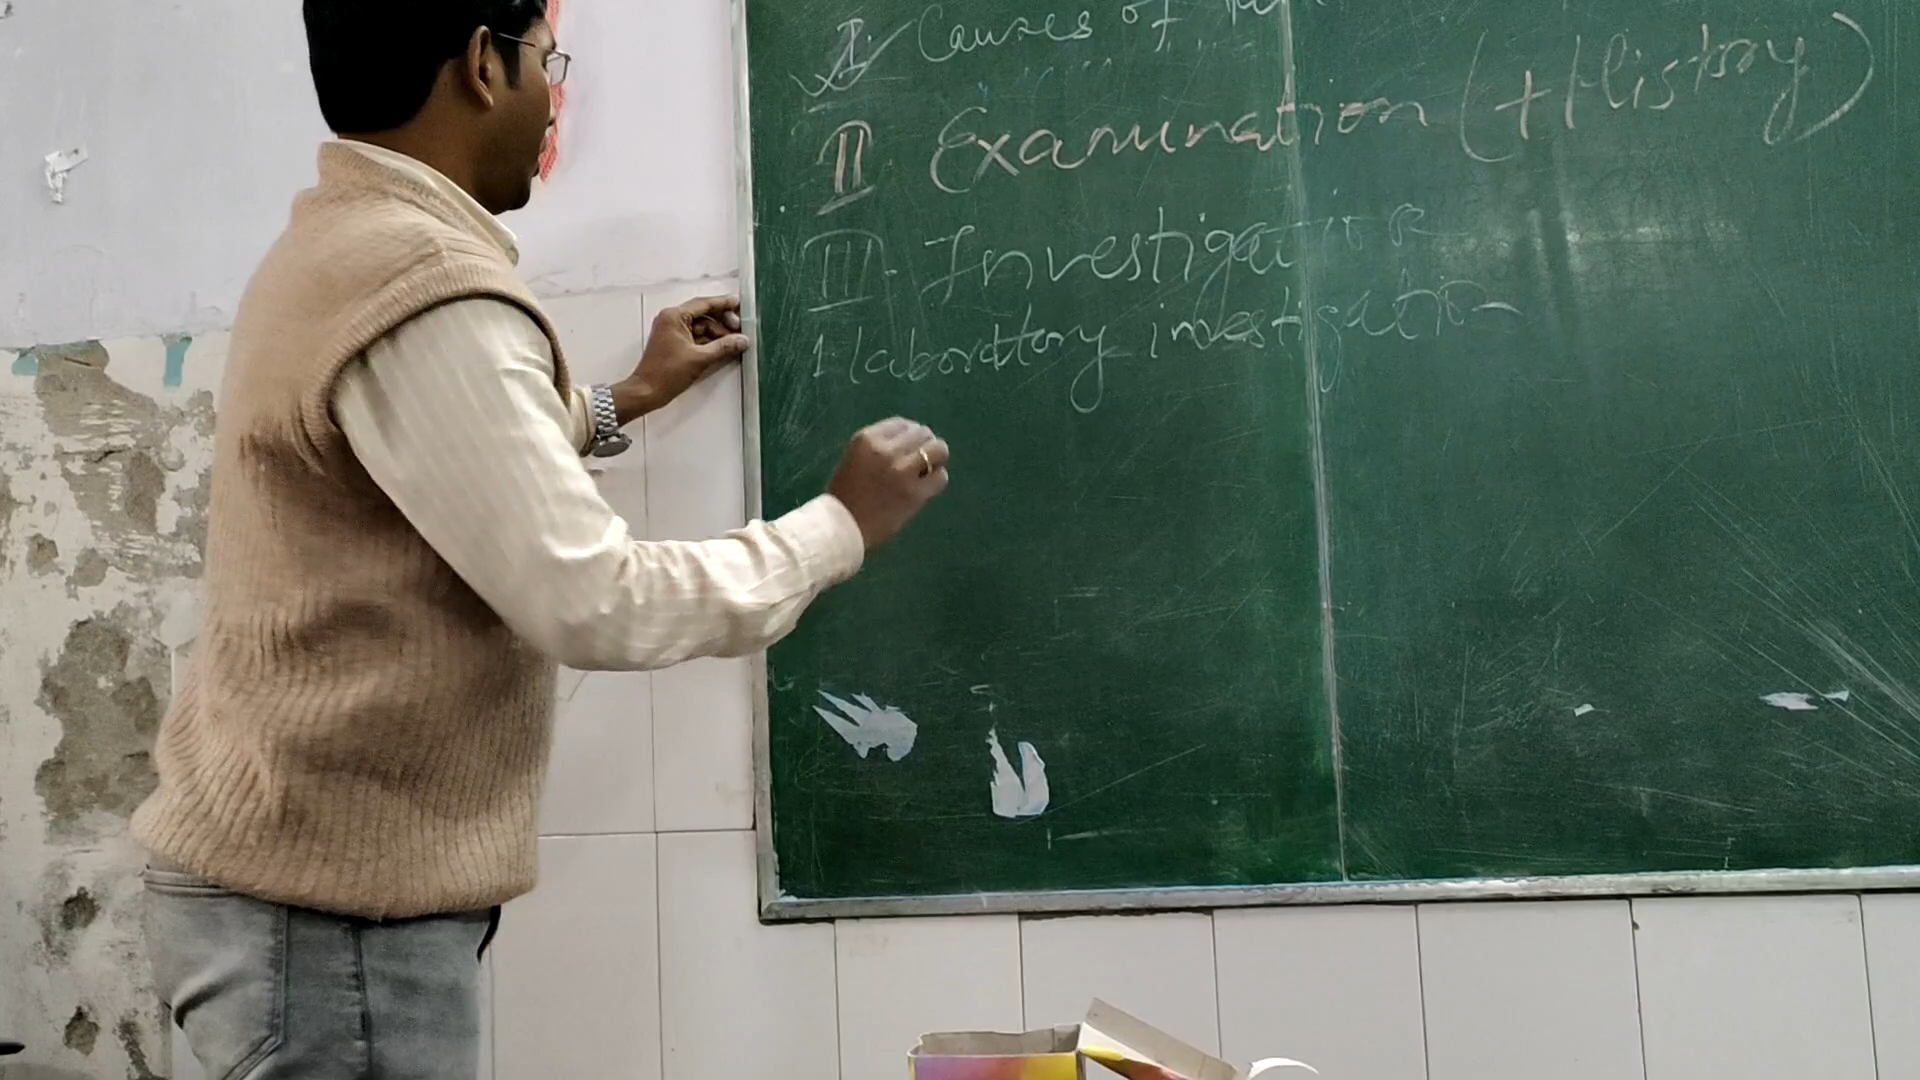 I. Causes of
II Examination (+ History)
III. Investigation
1 laboratory investigation